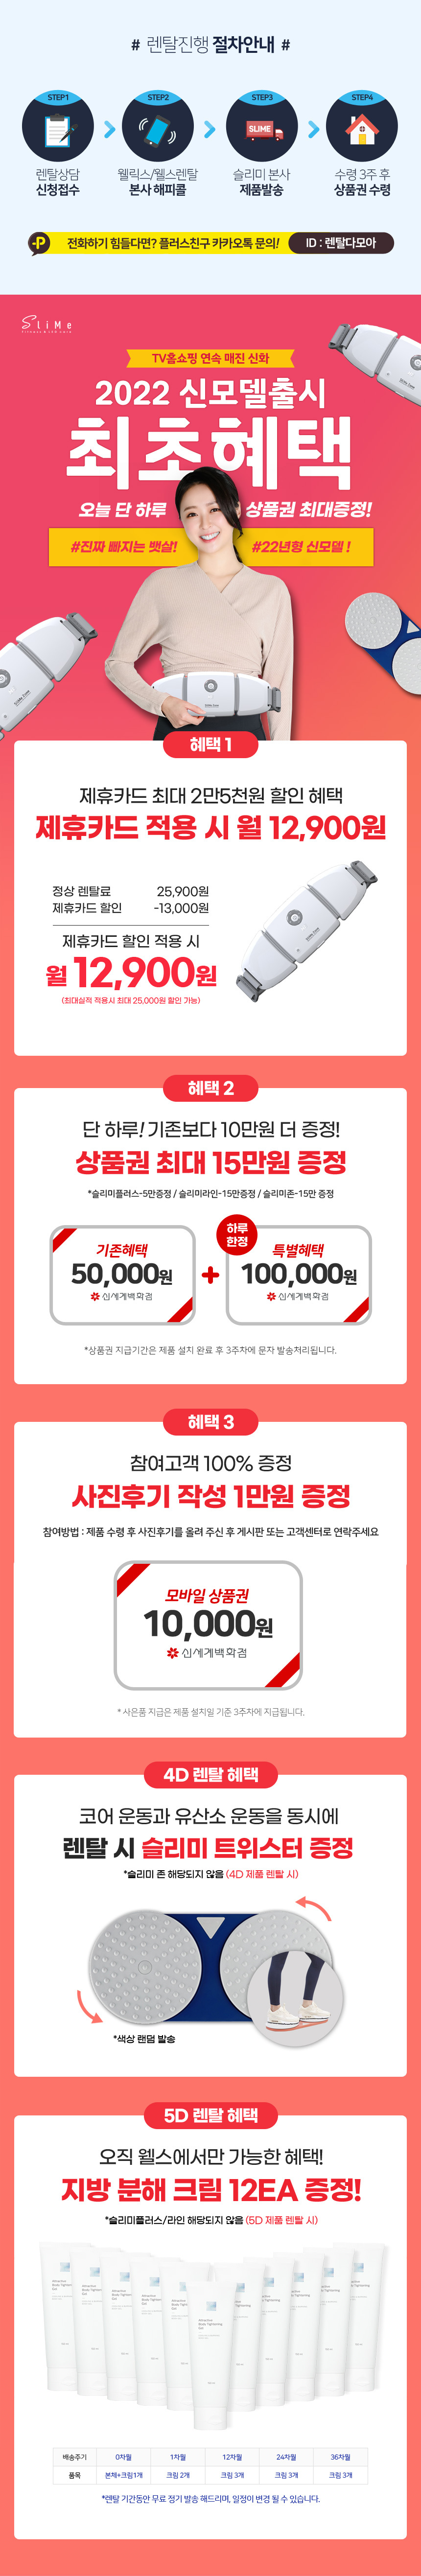 # 렌탈진행 절차안내 #
STEP1
STEP2
STEP3
STEP4
SLIME
렌탈상담
신청접수
웰릭스/웰스렌탈
본사 해피콜
슬리미 본사
제품발송
수령 3주 후
상품권 수령
P
전화하기 힘들다면? 플러스친구 카카오톡 문의!
ID : 렌탈다모아
SliMe
TV홈쇼핑 연속 매진 신화
2022 신모델출시
최초혜택
오늘 단 하루 상품권 최대증정!
#진짜 빠지는 뱃살!
#22년형 신모델 !
혜택 1
제휴카드 최대 2만5천원 할인 혜택
제휴카드 적용 시 월 12,900원
정상 렌탈료 25,900원
제휴카드 할인 -13,000원
제휴카드 할인 적용 시
월 12,900원
(최대실적 적용시 최대 25,000원 할인 가능)
혜택 2
단 하루! 기존보다 10만원 더 증정!
상품권 최대 15만원 증정
*슬리미플러스-5만증정 / 슬리미라인-15만증정 / 슬리미존-15만 증정
하루
한정
기존혜택
50,000원
신세계백화점
+
특별혜택
100,000원
신세계백화점
*상품권 지급기간은 제품 설치 완료 후 3주차에 문자 발송처리됩니다.
혜택 3
참여고객 100% 증정
사진후기 작성 1만원 증정
참여방법 : 제품 수령 후 사진후기를 올려 주신 후 게시판 또는 고객센터로 연락주세요
모바일 상품권
10,000원
신세계백화점
* 사은품 지급은 제품 설치일 기준 3주차에 지급됩니다.
4D 렌탈 혜택
코어 운동과 유산소 운동을 동시에
렌탈 시 슬리미 트위스터 증정
*슬리미 존 해당되지 않음 (4D 제품 렌탈 시)
*색상 랜덤 발송
5D 렌탈 혜택
오직 웰스에서만 가능한 혜택!
지방 분해 크림 12EA 증정!
*슬리미플러스/라인 해당되지 않음 (5D 제품 렌탈 시)
배송주기 0차월 1차월 12차월 24차월 36차월
품목 본체+크림1개 크림 2개 크림 3개 크림 3개 크림 3개
*렌탈 기간동안 무료 정기 발송 해드리며, 일정이 변경 될 수 있습니다.